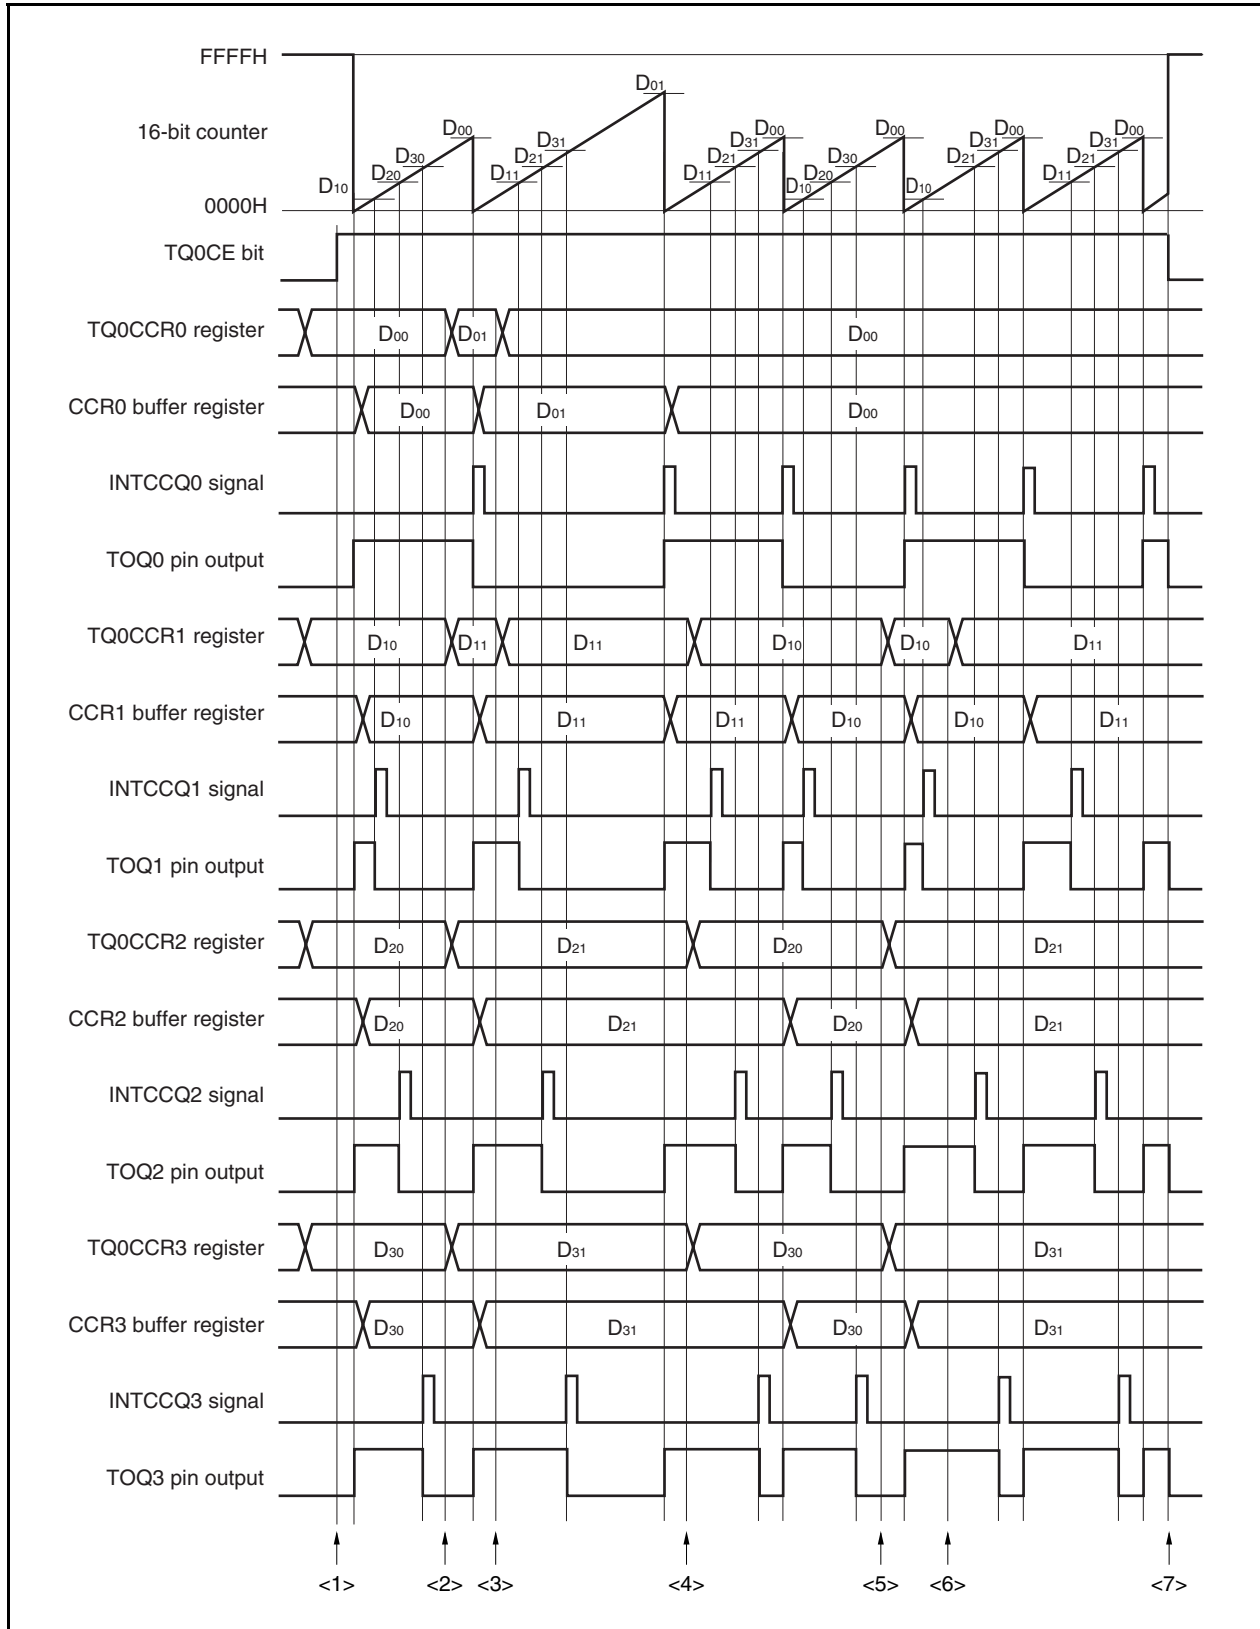 FFFFH
D01
16-bit counter
D00 D00 D00 D00 D00
D30 D31 D31 D30 D31 D31
D20 D21 D21 D20 D21 D21
D10 D11 D11 D10 D10 D11
0000H
TQ0CE bit
TQ0CCR0 register D00 D01 D00
CCR0 buffer register D00 D01 D00
INTCCQ0 signal
TOQ0 pin output
TQ0CCR1 register D10 D11 D11 D10 D10 D11
CCR1 buffer register D10 D11 D11 D10 D10 D11
INTCCQ1 signal
TOQ1 pin output
TQ0CCR2 register D20 D21 D20 D21
CCR2 buffer register D20 D21 D20 D21
INTCCQ2 signal
TOQ2 pin output
TQ0CCR3 register D30 D31 D30 D31
CCR3 buffer register D30 D31 D30 D31
INTCCQ3 signal
TOQ3 pin output
<1> <2> <3> <4> <5> <6> <7>